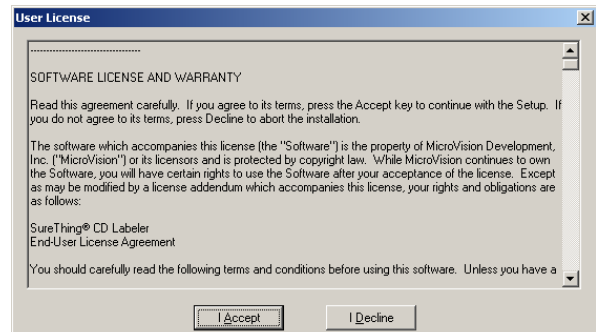 User License
----------------------------------
SOFTWARE LICENSE AND WARRANTY
Read this agreement carefully. If you agree to its terms, press the Accept key to continue with the Setup. If
you do not agree to its terms, press Decline to abort the installation.
The software which accompanies this license (the "Software") is the property of MicroVision Development,
Inc. ("MicroVision") or its licensors and is protected by copyright law. While MicroVision continues to own
the Software, you will have certain rights to use the Software after your acceptance of the license. Except
as may be modified by a license addendum which accompanies this license, your rights and obligations are
as follows:
SureThing® CD Labeler
End-User License Agreement
You should carefully read the following terms and conditions before using this software. Unless you have a
I Accept
I Decline